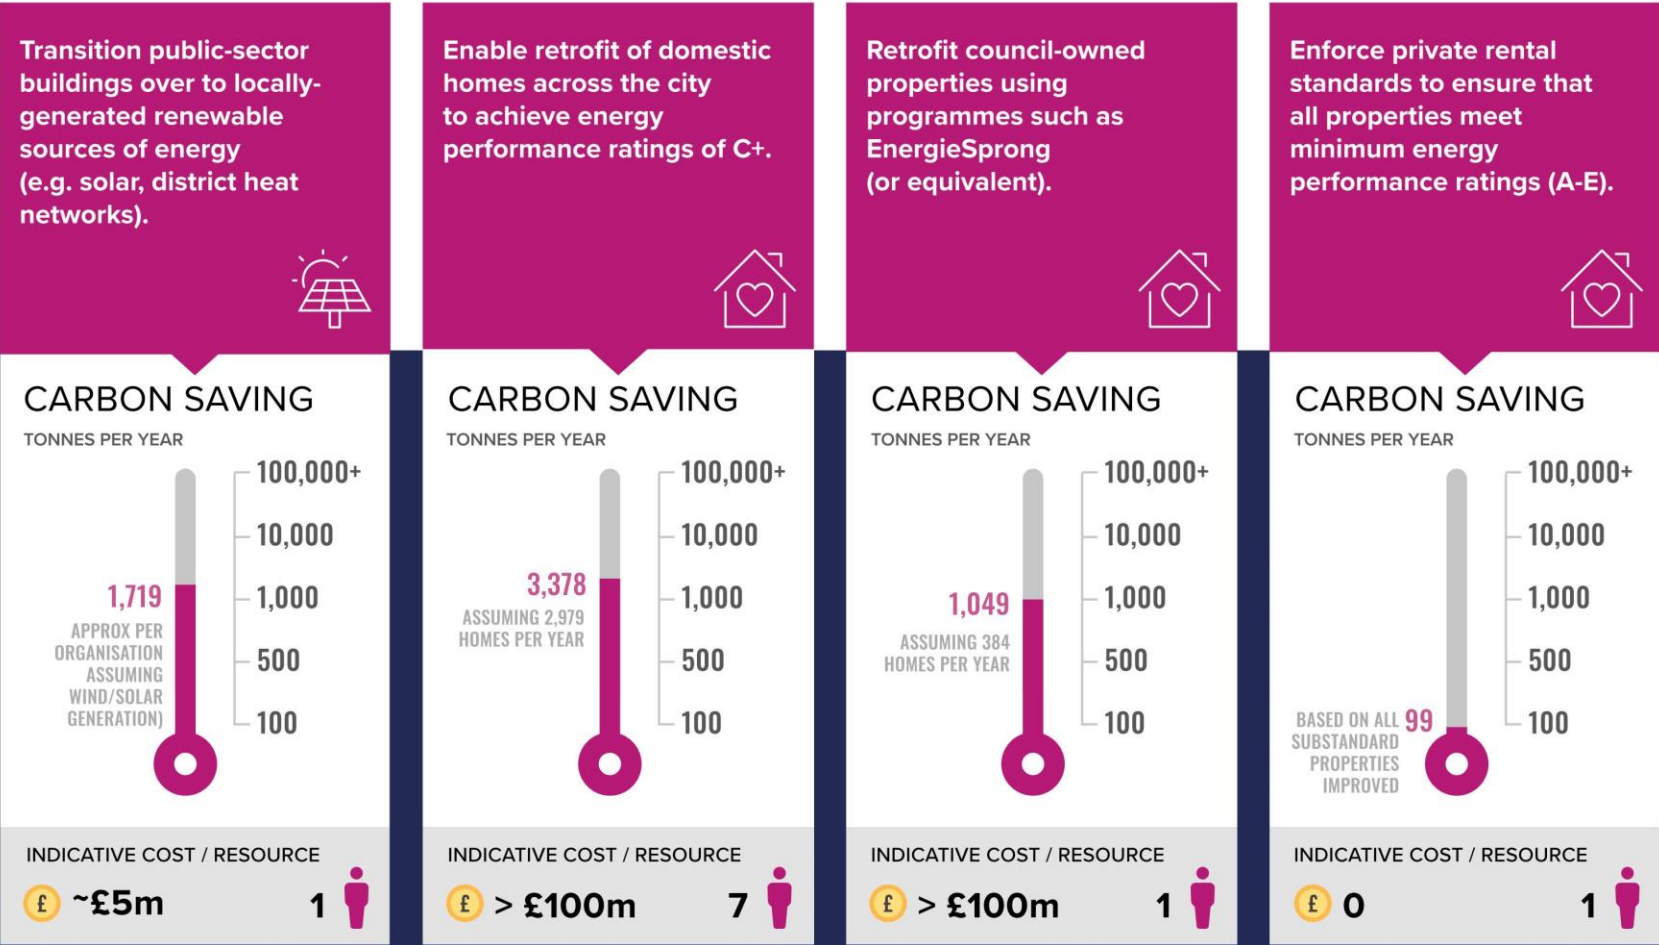 Transition public-sector
buildings over to locally-
generated renewable
sources of energy
(e.g. solar, district heat
networks).
CARBON SAVING
TONNES PER YEAR
100,000+
10,000
1,000
500
100
1,719
APPROX PER
ORGANISATION
ASSUMING
WIND/SOLAR
GENERATION)
INDICATIVE COST / RESOURCE
£ ~£5m 1
Enable retrofit of domestic
homes across the city
to achieve energy
performance ratings of C+.
CARBON SAVING
TONNES PER YEAR
100,000+
10,000
1,000
500
100
3,378
ASSUMING 2,979
HOMES PER YEAR
INDICATIVE COST / RESOURCE
£ > £100m 7
Retrofit council-owned
properties using
programmes such as
EnergieSprong
(or equivalent).
CARBON SAVING
TONNES PER YEAR
100,000+
10,000
1,000
500
100
1,049
ASSUMING 384
HOMES PER YEAR
INDICATIVE COST / RESOURCE
£ > £100m 1
Enforce private rental
standards to ensure that
all properties meet
minimum energy
performance ratings (A-E).
CARBON SAVING
TONNES PER YEAR
100,000+
10,000
1,000
500
100
BASED ON ALL 99
SUBSTANDARD
PROPERTIES
IMPROVED
INDICATIVE COST / RESOURCE
£ 0 1